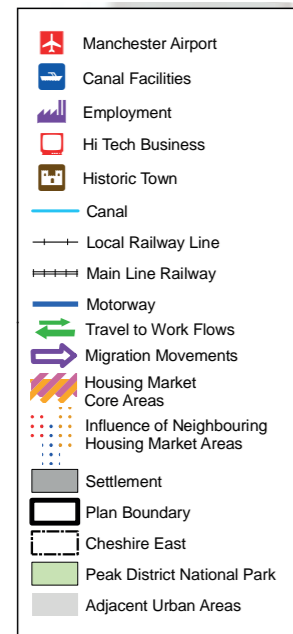 Manchester Airport
Canal Facilities
Employment
Hi Tech Business
Historic Town
Canal
Local Railway Line
Main Line Railway
Motorway
Travel to Work Flows
Migration Movements
Housing Market
Core Areas
Influence of Neighbouring
Housing Market Areas
Settlement
Plan Boundary
Cheshire East
Peak District National Park
Adjacent Urban Areas